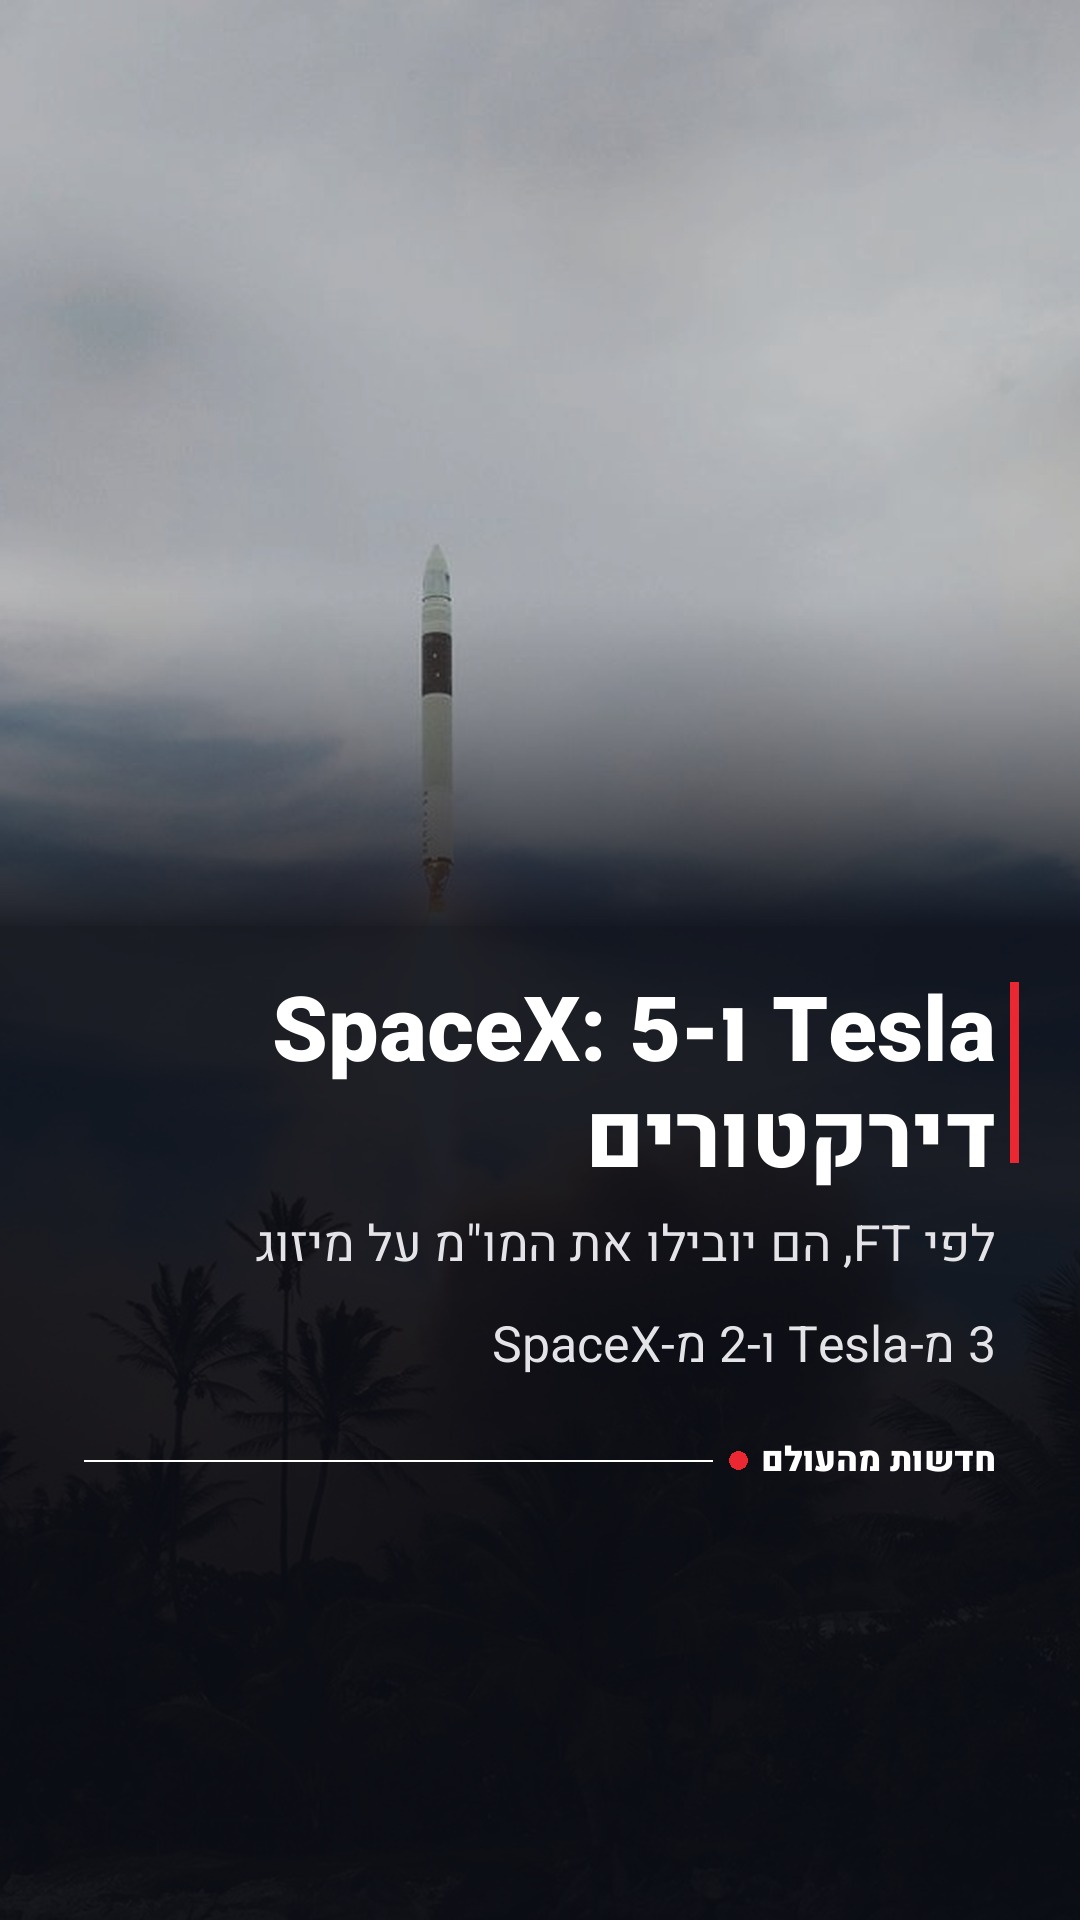 Tesla ו-SpaceX: 5
דירקטורים
לפי FT, הם יובילו את המו"מ על מיזוג
3 מ-Tesla ו-2 מ-SpaceX
חדשות מהעולם